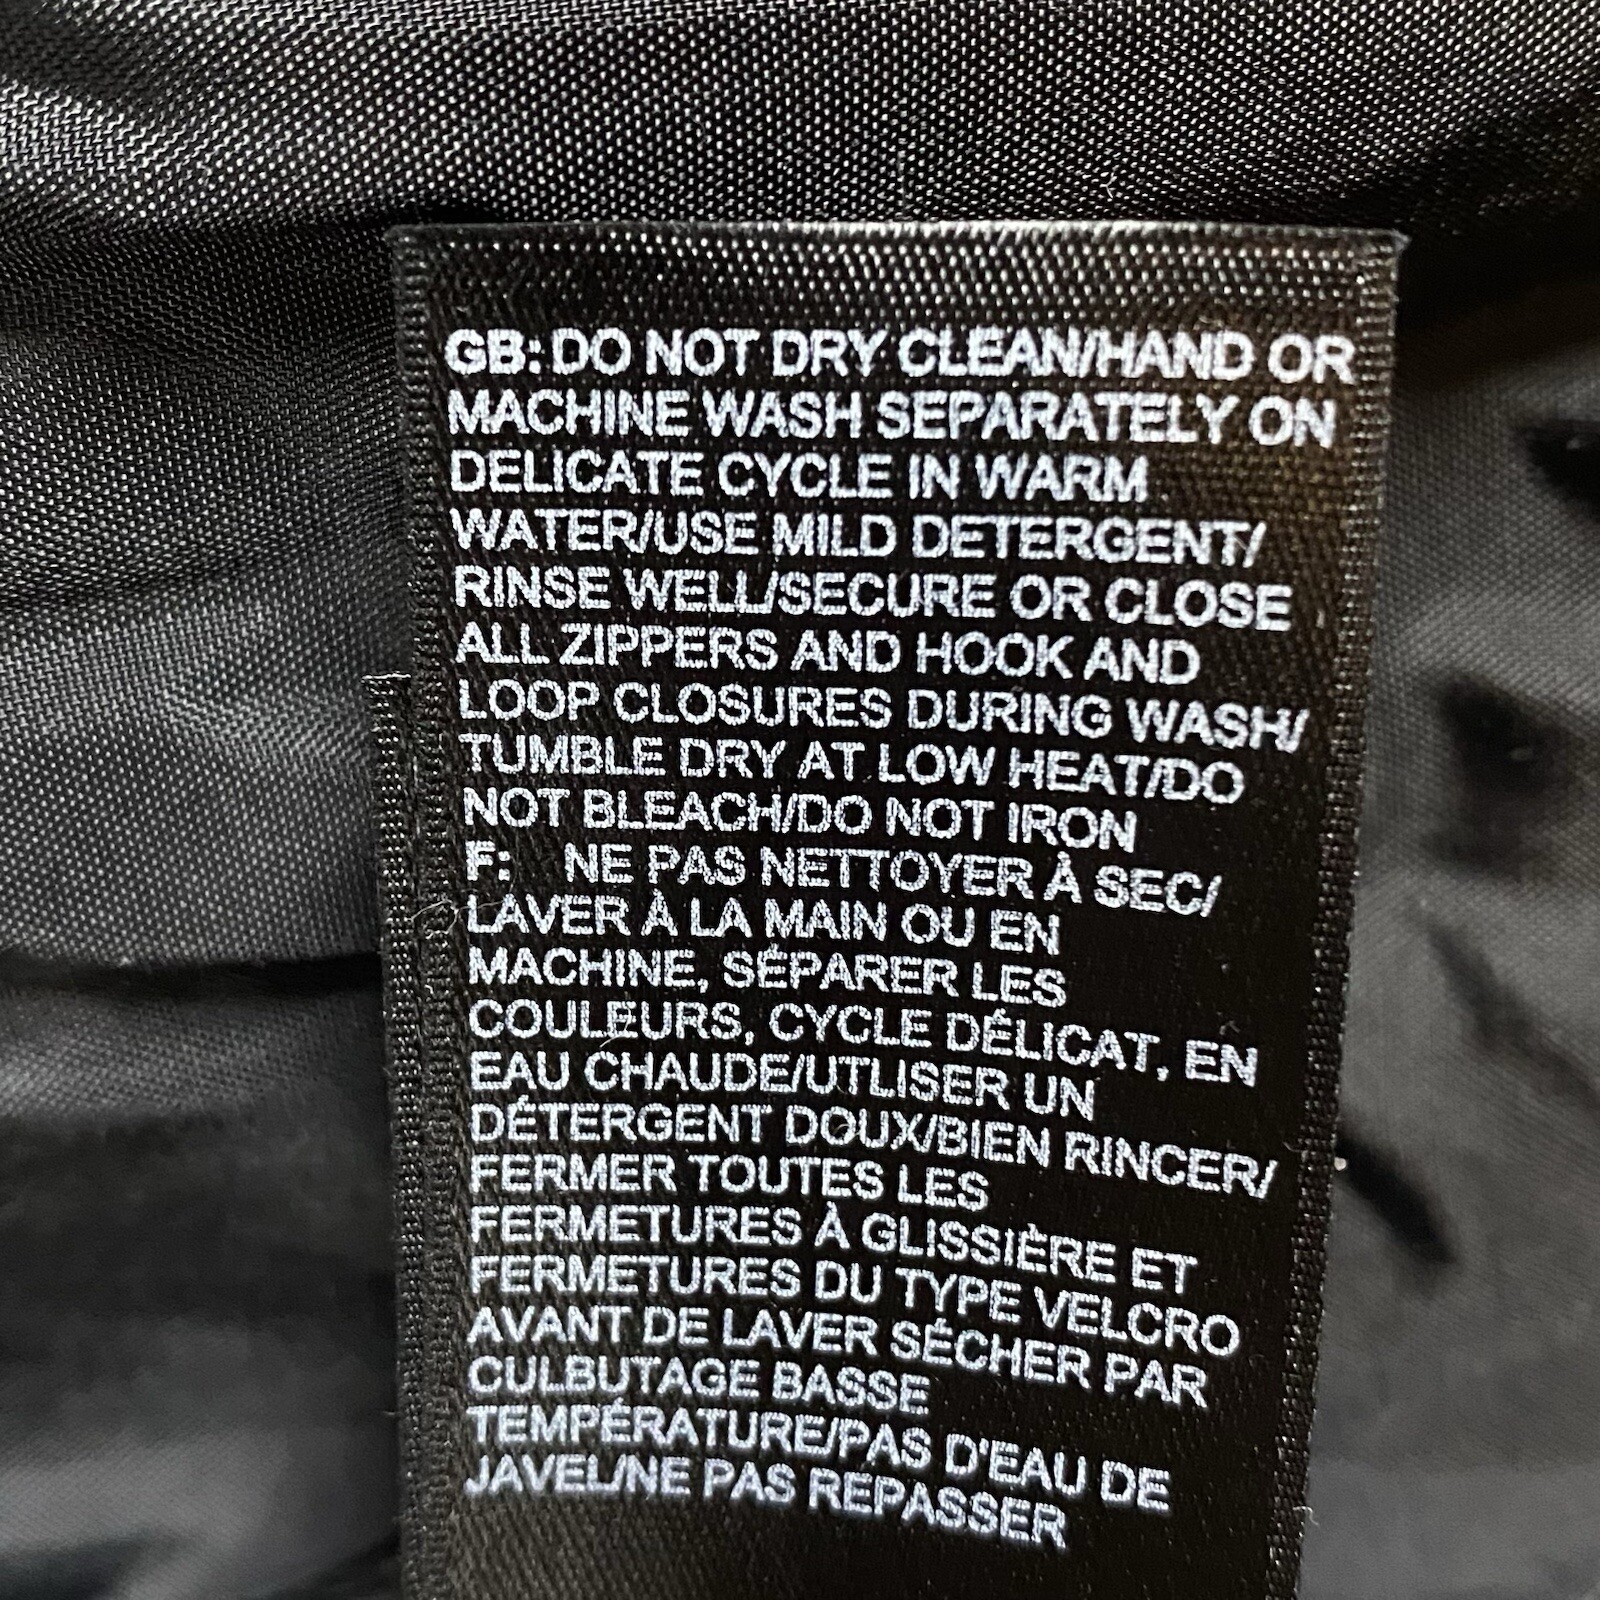 GB: DO NOT DRY CLEAN/HAND OR
MACHINE WASH SEPARATELY ON
DELICATE CYCLE IN WARM
WATER/USE MILD DETERGENT/
RINSE WELL/SECURE OR CLOSE
ALL ZIPPERS AND HOOK AND
LOOP CLOSURES DURING WASH/
TUMBLE DRY AT LOW HEAT/DO
NOT BLEACH/DO NOT IRON
F: NE PAS NETTOYER À SEC/
LAVER À LA MAIN OU EN
MACHINE, SÉPARER LES
COULEURS, CYCLE DÉLICAT, EN
EAU CHAUDE/UTLISER UN
DÉTERGENT DOUX/BIEN RINCER/
FERMER TOUTES LES
FERMETURES À GLISSIÈRE ET
FERMETURES DU TYPE VELCRO
AVANT DE LAVER SÉCHER PAR
CULBUTAGE BASSE
TEMPÉRATURE/PAS D'EAU DE
JAVEL/NE PAS REPASSER